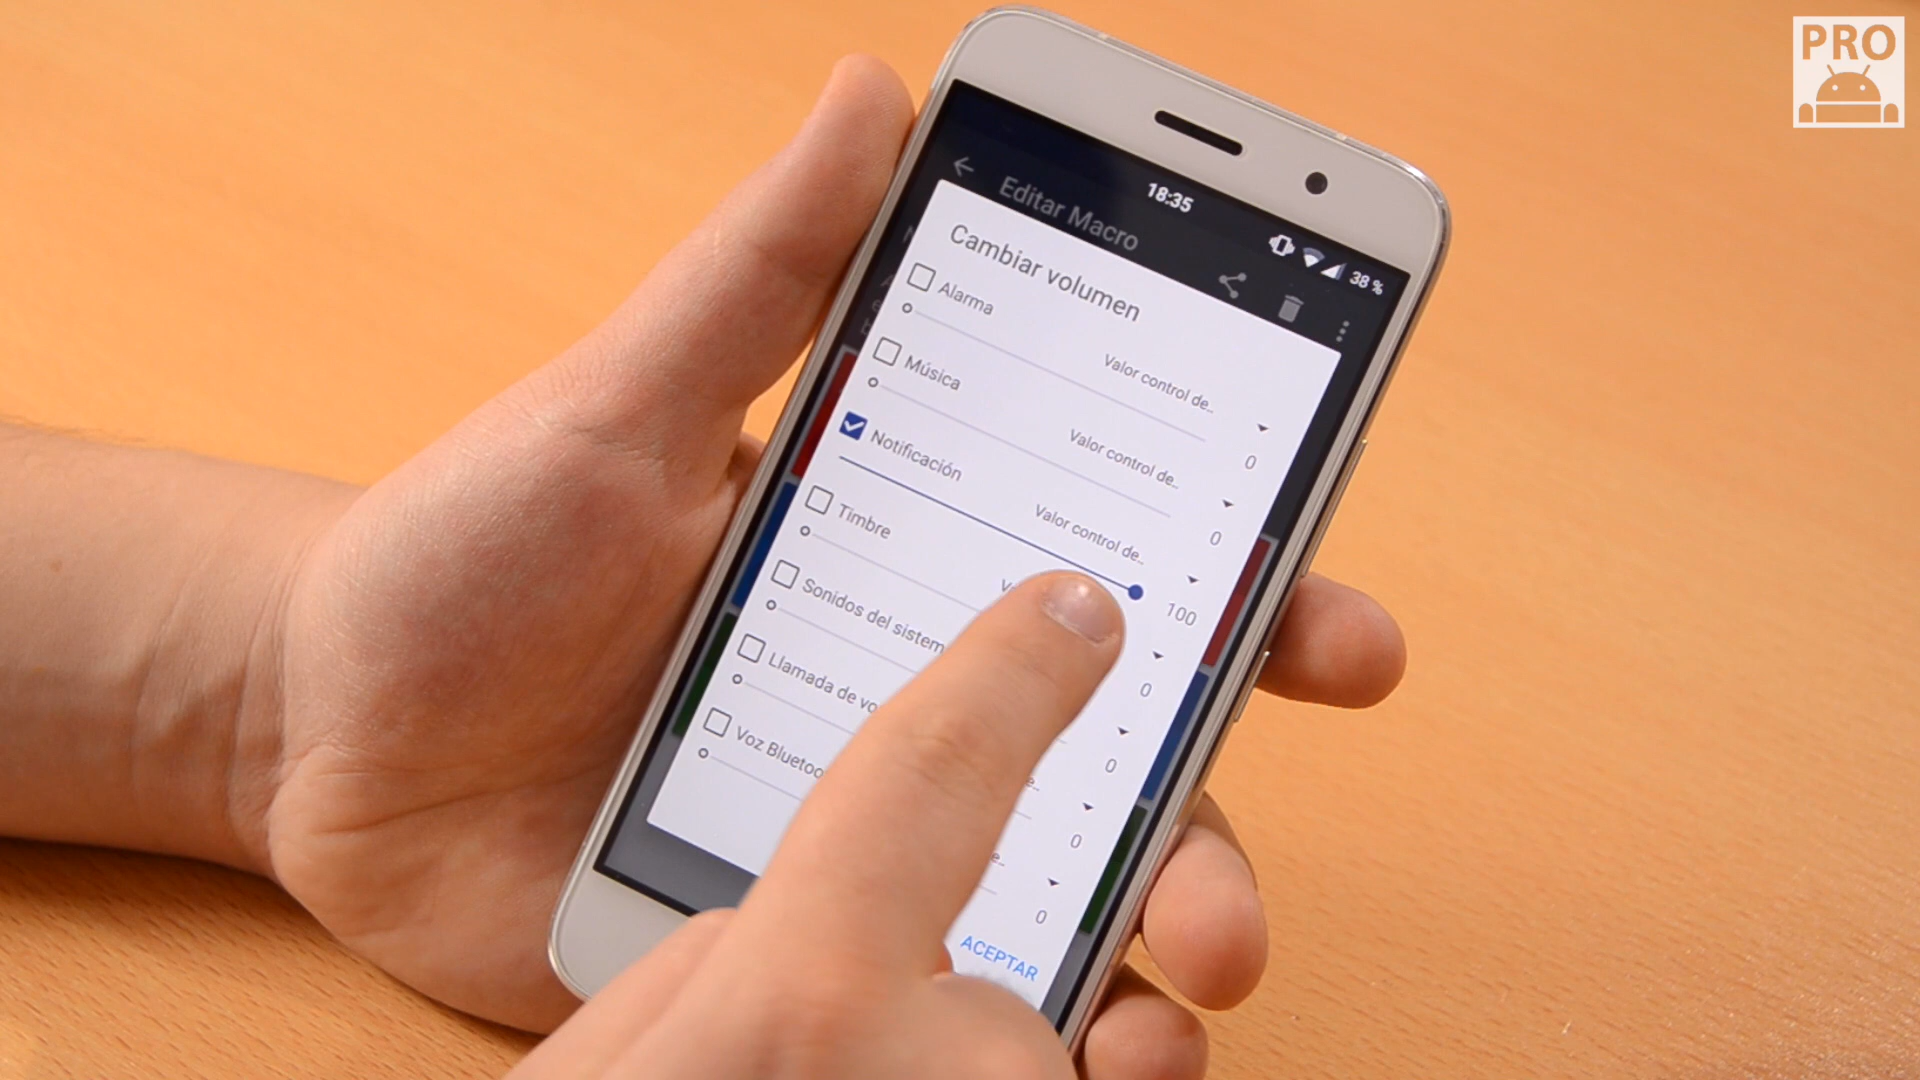 PRO
18:35
38 %
Editar Macro
Cambiar volumen
Alarma
Valor control de..
0
Música
Valor control de..
0
Notificación
Valor control de..
100
Timbre
0
Sonidos del sistem
0
Llamada de vo
0
Voz Bluetoo
0
ACEPTAR